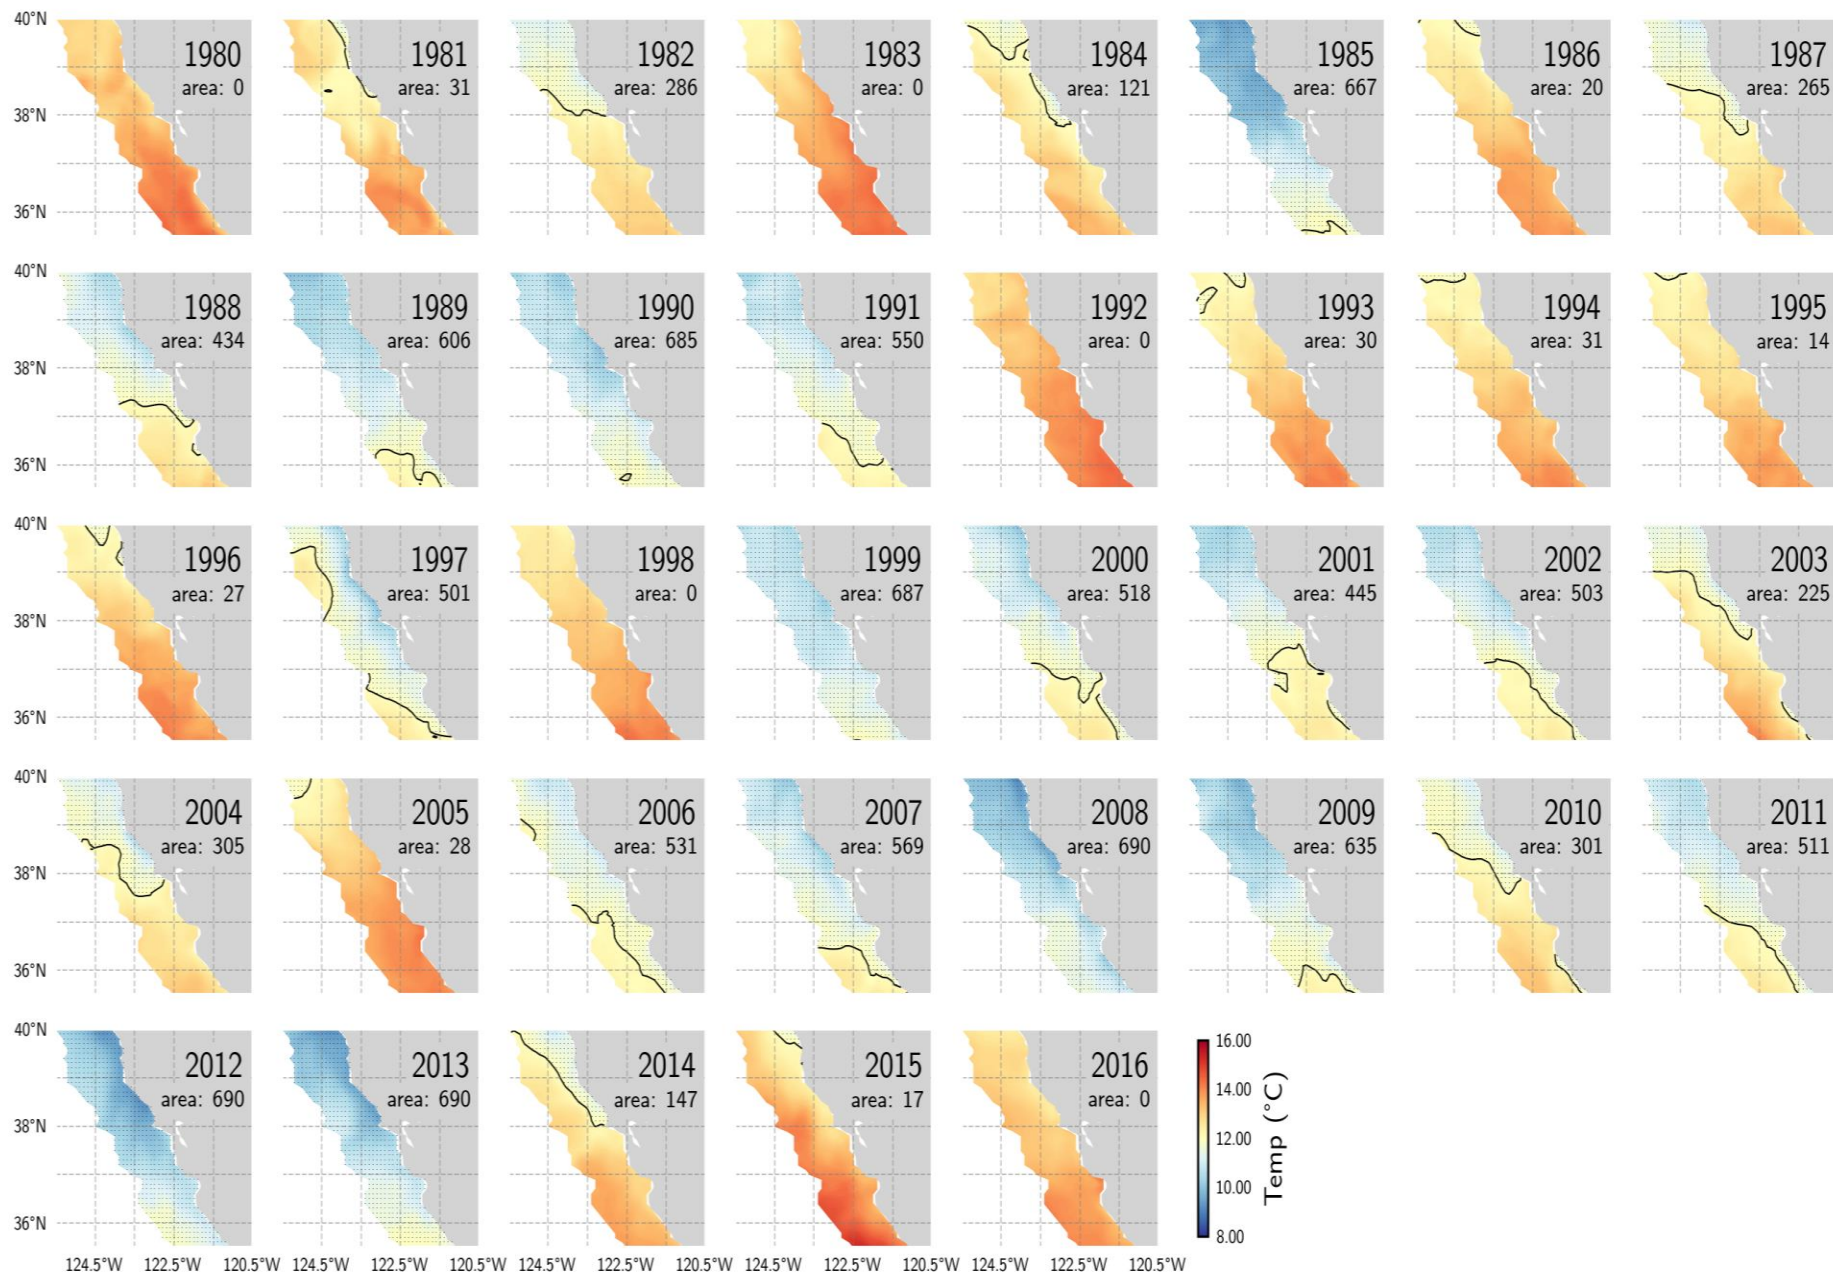 40°N
1980
area: 0
38°N
36°N
1981
area: 31
1982
area: 286
1983
area: 0
1984
area: 121
1985
area: 667
1986
area: 20
1987
area: 265
40°N
1988
area: 434
38°N
36°N
1989
area: 606
1990
area: 685
1991
area: 550
1992
area: 0
1993
area: 30
1994
area: 31
1995
area: 14
40°N
1996
area: 27
38°N
36°N
1997
area: 501
1998
area: 0
1999
area: 687
2000
area: 518
2001
area: 445
2002
area: 503
2003
area: 225
40°N
2004
area: 305
38°N
36°N
2005
area: 28
2006
area: 531
2007
area: 569
2008
area: 690
2009
area: 635
2010
area: 301
2011
area: 511
40°N
2012
area: 690
38°N
36°N
2013
area: 690
2014
area: 147
2015
area: 17
2016
area: 0
16.00
14.00
12.00
10.00
8.00
Temp (°C)
124.5°W 122.5°W 120.5°W 124.5°W 122.5°W 120.5°W 124.5°W 122.5°W 120.5°W 124.5°W 122.5°W 120.5°W 124.5°W 122.5°W 120.5°W